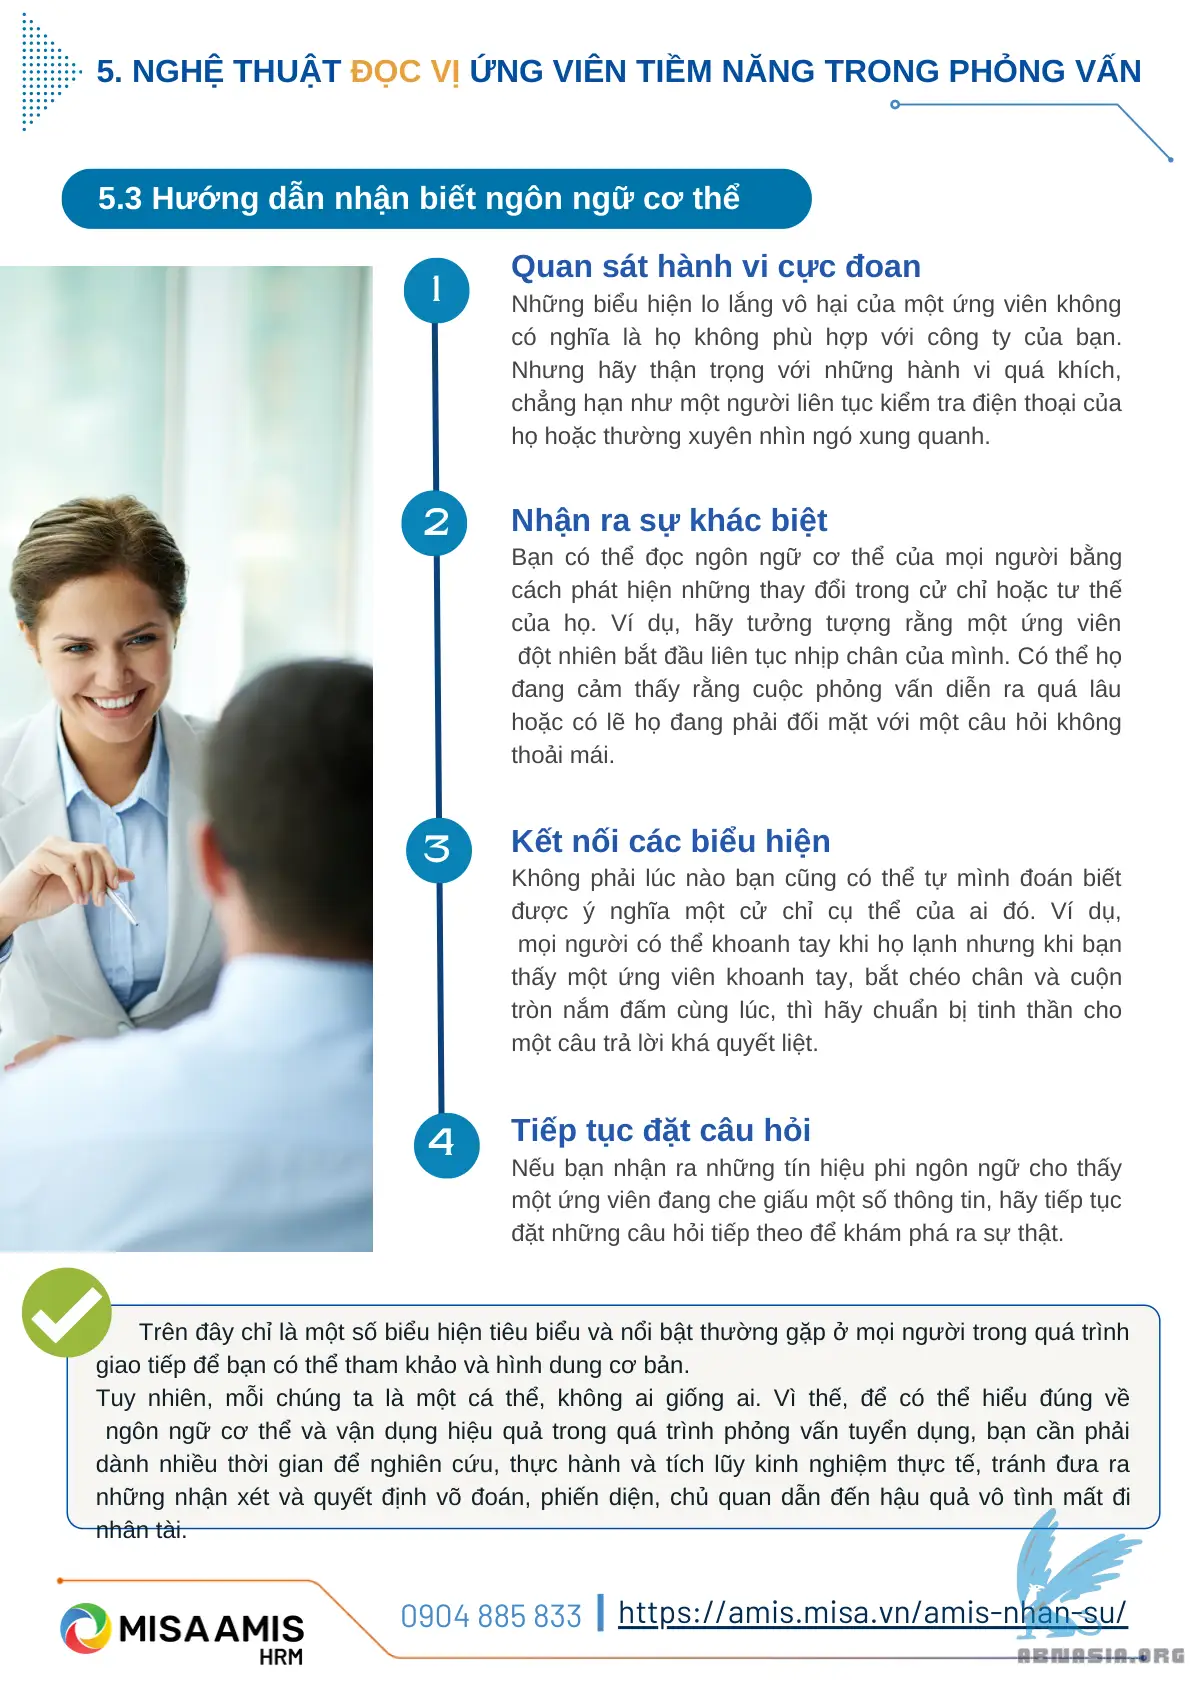 5. NGHỆ THUẬT ĐỌC VỊ ỨNG VIÊN TIỀM NĂNG TRONG PHỎNG VẤN
5.3 Hướng dẫn nhận biết ngôn ngữ cơ thể
1
Quan sát hành vi cực đoan
Những biểu hiện lo lắng vô hại của một ứng viên không
có nghĩa là họ không phù hợp với công ty của bạn.
Nhưng hãy thận trọng với những hành vi quá khích,
chẳng hạn như một người liên tục kiểm tra điện thoại của
họ hoặc thường xuyên nhìn ngó xung quanh.
2
Nhận ra sự khác biệt
Bạn có thể đọc ngôn ngữ cơ thể của mọi người bằng
cách phát hiện những thay đổi trong cử chỉ hoặc tư thế
của họ. Ví dụ, hãy tưởng tượng rằng một ứng viên
đột nhiên bắt đầu liên tục nhịp chân của mình. Có thể họ
đang cảm thấy rằng cuộc phỏng vấn diễn ra quá lâu
hoặc có lẽ họ đang phải đối mặt với một câu hỏi không
thoải mái.
3
Kết nối các biểu hiện
Không phải lúc nào bạn cũng có thể tự mình đoán biết
được ý nghĩa một cử chỉ cụ thể của ai đó. Ví dụ,
mọi người có thể khoanh tay khi họ lạnh nhưng khi bạn
thấy một ứng viên khoanh tay, bắt chéo chân và cuộn
tròn nắm đấm cùng lúc, thì hãy chuẩn bị tinh thần cho
một câu trả lời khá quyết liệt.
4
Tiếp tục đặt câu hỏi
Nếu bạn nhận ra những tín hiệu phi ngôn ngữ cho thấy
một ứng viên đang che giấu một số thông tin, hãy tiếp tục
đặt những câu hỏi tiếp theo để khám phá ra sự thật.
Trên đây chỉ là một số biểu hiện tiêu biểu và nổi bật thường gặp ở mọi người trong quá trình
giao tiếp để bạn có thể tham khảo và hình dung cơ bản.
Tuy nhiên, mỗi chúng ta là một cá thể, không ai giống ai. Vì thế, để có thể hiểu đúng về
ngôn ngữ cơ thể và vận dụng hiệu quả trong quá trình phỏng vấn tuyển dụng, bạn cần phải
dành nhiều thời gian để nghiên cứu, thực hành và tích lũy kinh nghiệm thực tế, tránh đưa ra
những nhận xét và quyết định võ đoán, phiến diện, chủ quan dẫn đến hậu quả vô tình mất đi
nhân tài.
MISA AMIS
HRM
0904 885 833 | https://amis.misa.vn/amis-nhan-su/
ABNASIA.ORG